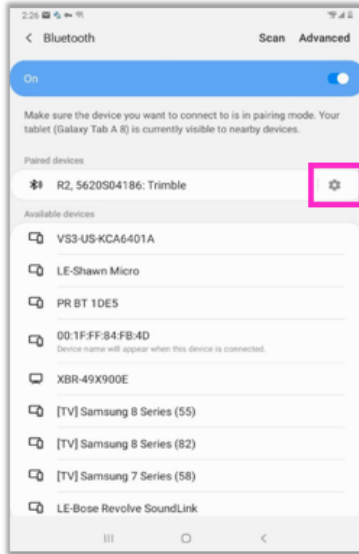 2:26
Bluetooth
Scan Advanced
On
Make sure the device you want to connect to is in pairing mode. Your
tablet (Galaxy Tab A 8) is currently visible to nearby devices.
Paired devices
R2, 5620S04186: Trimble
Available devices
VS3-US-KCA6401A
LE-Shawn Micro
PR BT 1DE5
00:1F:FF:84:FB:4D
Device name will appear when this device is connected.
XBR-49X900E
[TV] Samsung 8 Series (55)
[TV] Samsung 8 Series (82)
[TV] Samsung 7 Series (58)
LE-Bose Revolve SoundLink